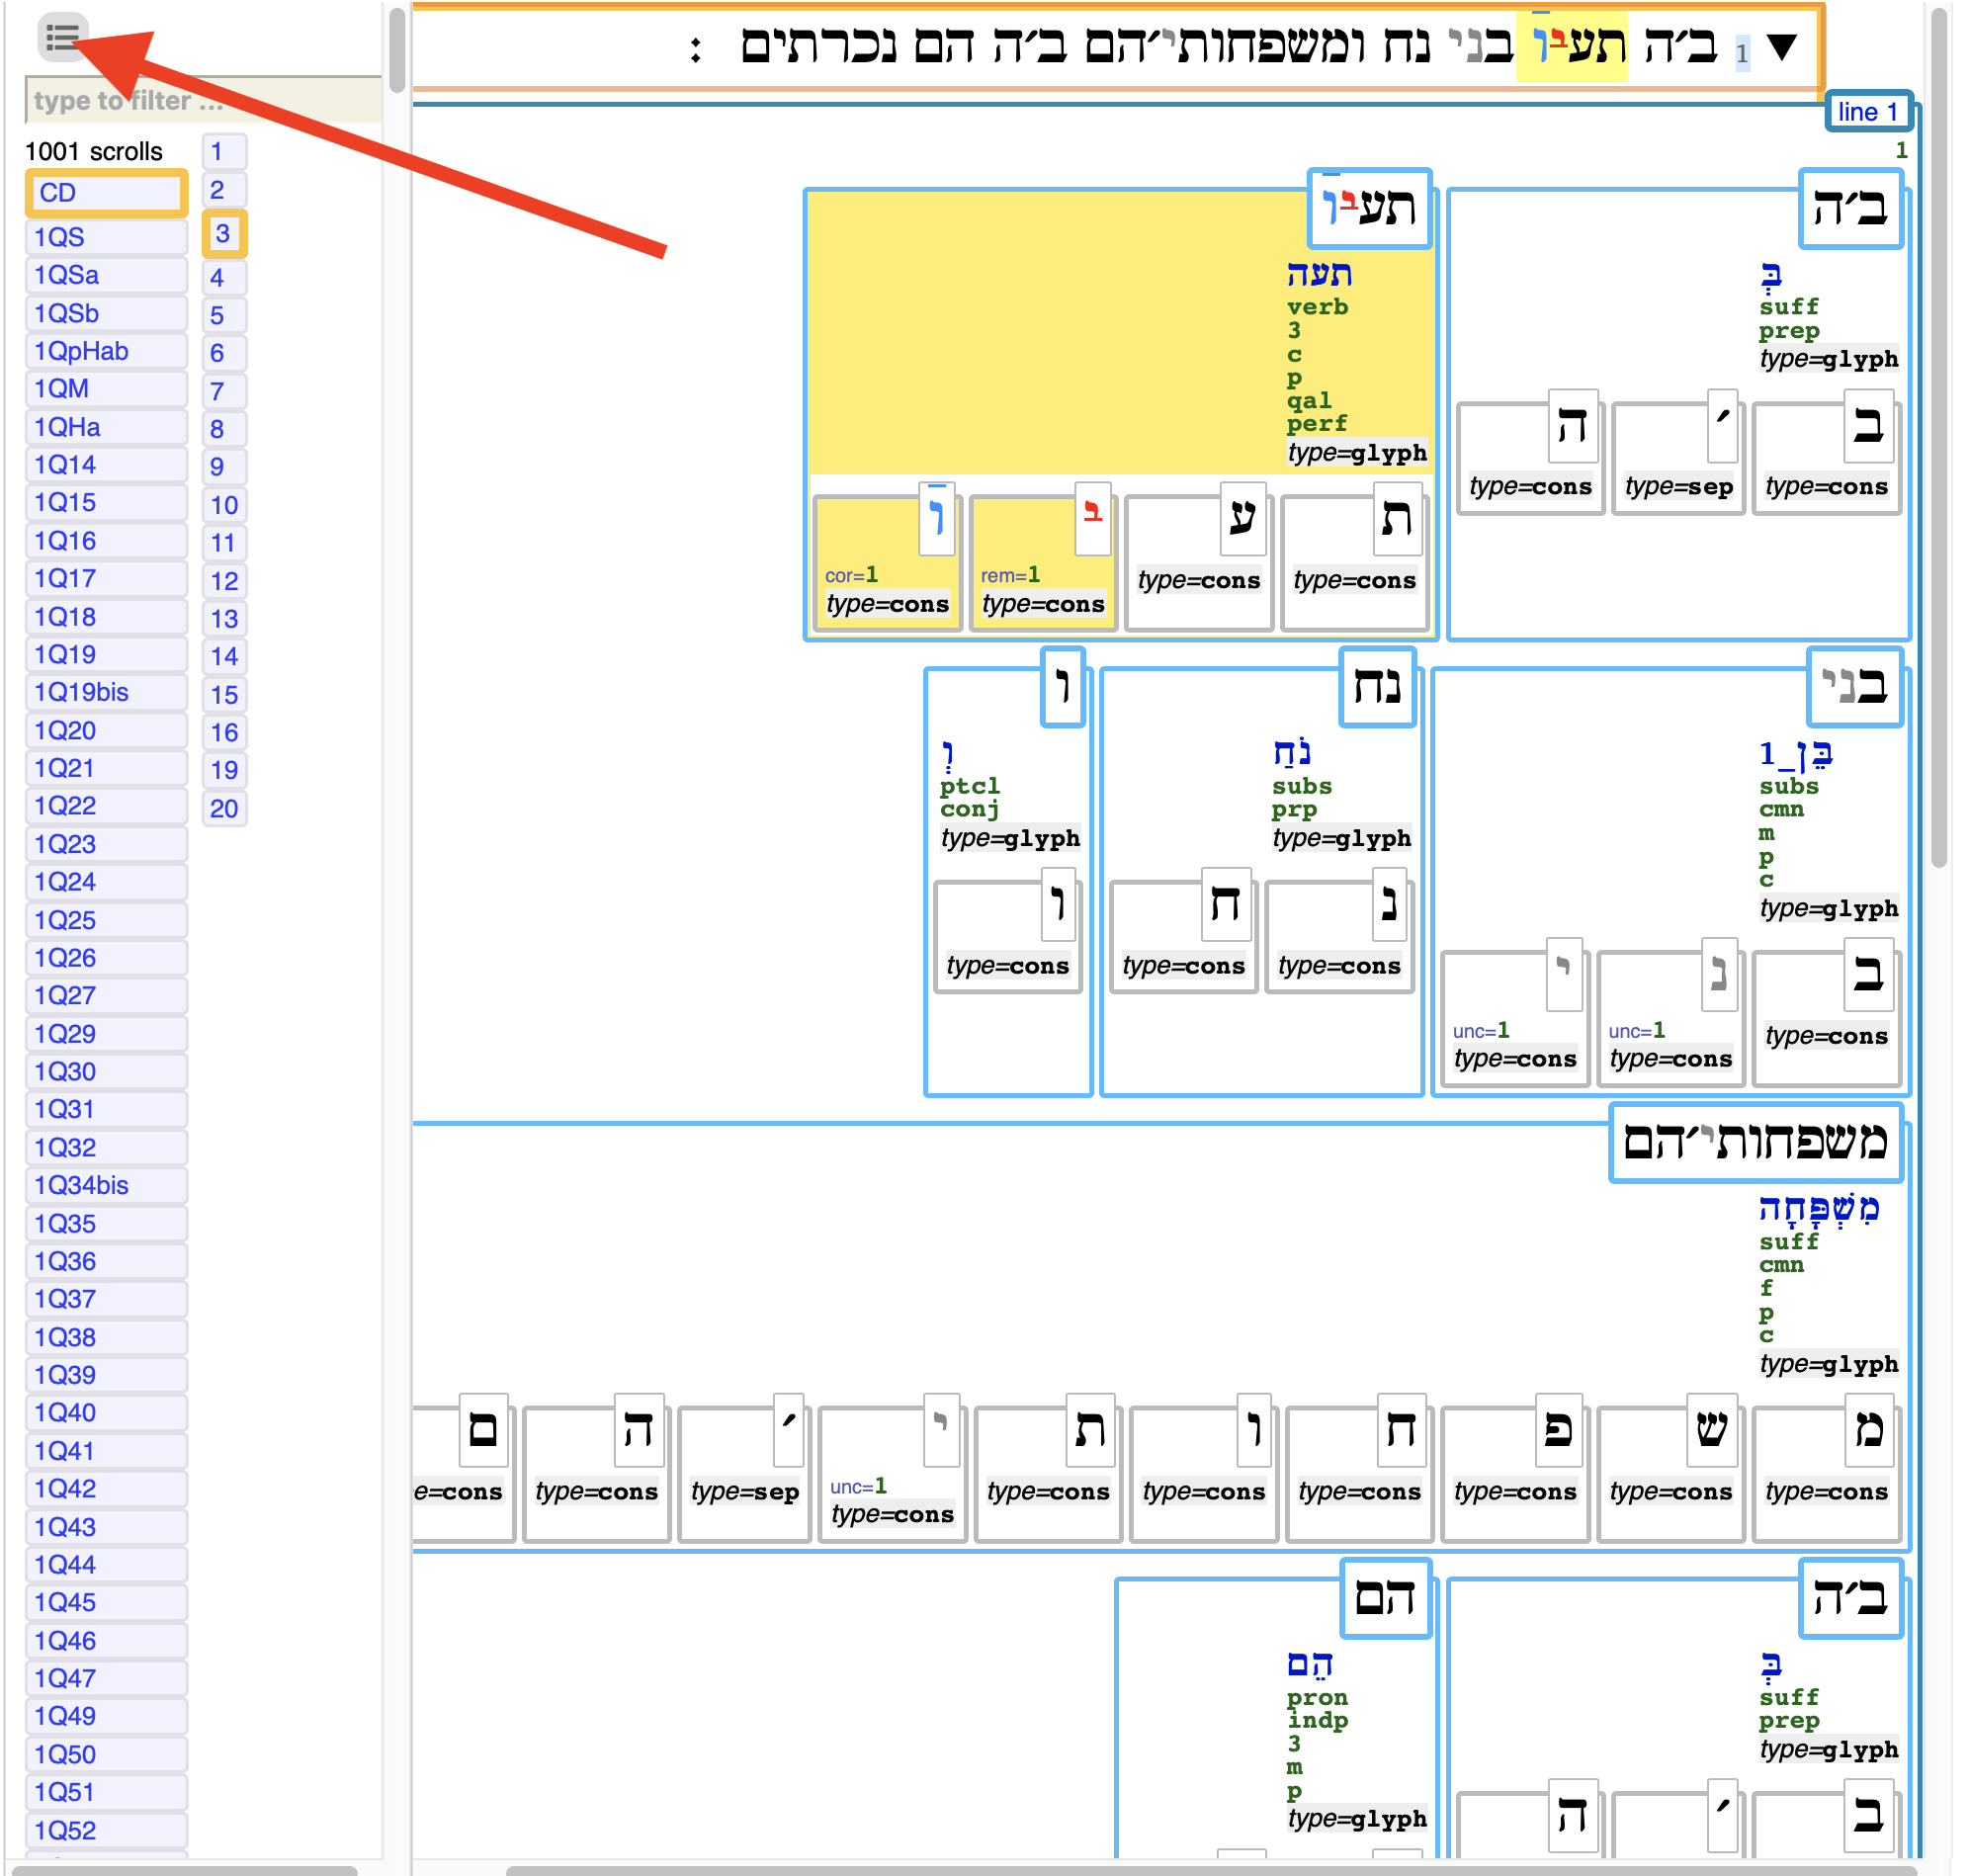 1 ב׳ה תעבו בני נח ומשפחותי׳הם ב׳ה הם נכרתים :
type to filter ...
1001 scrolls
CD
1QS
1QSa
1QSb
1QpHab
1QM
1QHa
1Q14
1Q15
1Q16
1Q17
1Q18
1Q19
1Q19bis
1Q20
1Q21
1Q22
1Q23
1Q24
1Q25
1Q26
1Q27
1Q29
1Q30
1Q31
1Q32
1Q34bis
1Q35
1Q36
1Q37
1Q38
1Q39
1Q40
1Q41
1Q42
1Q43
1Q44
1Q45
1Q46
1Q47
1Q49
1Q50
1Q51
1Q52
1
2
3
4
5
6
7
8
9
10
11
12
13
14
15
16
19
20
line 1
1
ב׳ה
בְּ
suff
prep
type=glyph
ב
type=cons
׳
type=sep
ה
type=cons
תעבו
תעה
verb
3
c
p
qal
perf
type=glyph
ת
type=cons
ע
type=cons
ב
rem=1
type=cons
ו
cor=1
type=cons
בני
בֵּן_1
subs
cmn
m
p
c
type=glyph
ב
type=cons
נ
unc=1
type=cons
י
unc=1
type=cons
נח
נֹחַ
subs
prp
type=glyph
נ
type=cons
ח
type=cons
ו
וְ
ptcl
conj
type=glyph
ו
type=cons
משפחותי׳הם
מִשְׁפָּחָה
suff
cmn
f
p
c
type=glyph
מ
type=cons
ש
type=cons
פ
type=cons
ח
type=cons
ו
type=cons
ת
type=cons
י
unc=1
type=cons
׳
type=sep
ה
type=cons
ם
e=cons
ב׳ה
בְּ
suff
prep
type=glyph
ב
׳
ה
הם
הֵם
pron
indp
3
m
p
type=glyph